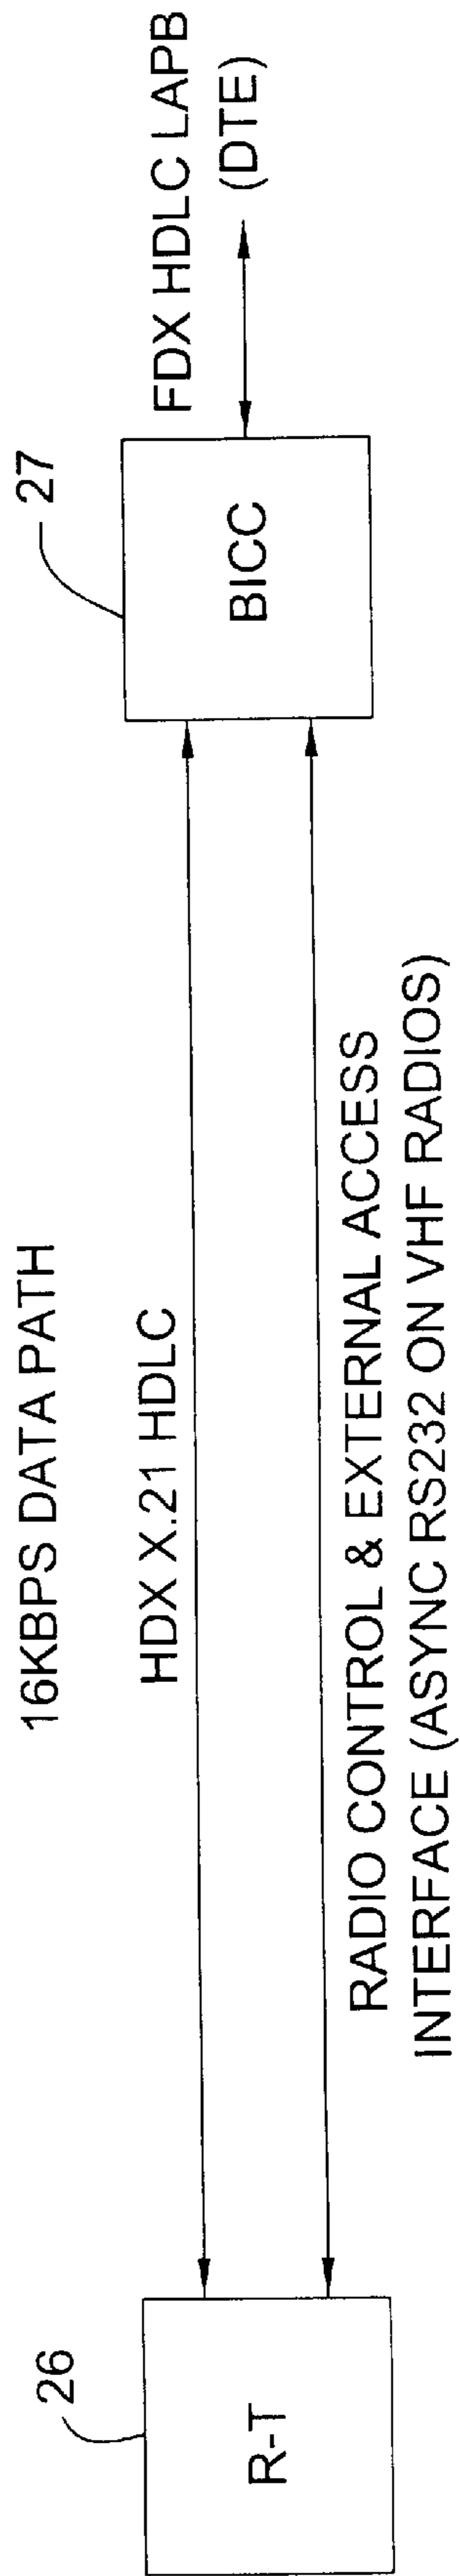 16KBPS DATA PATH
26
R-T
HDX X.21 HDLC
RADIO CONTROL & EXTERNAL ACCESS
INTERFACE (ASYNC RS232 ON VHF RADIOS)
27
BICC
FDX HDLC LAPB
(DTE)